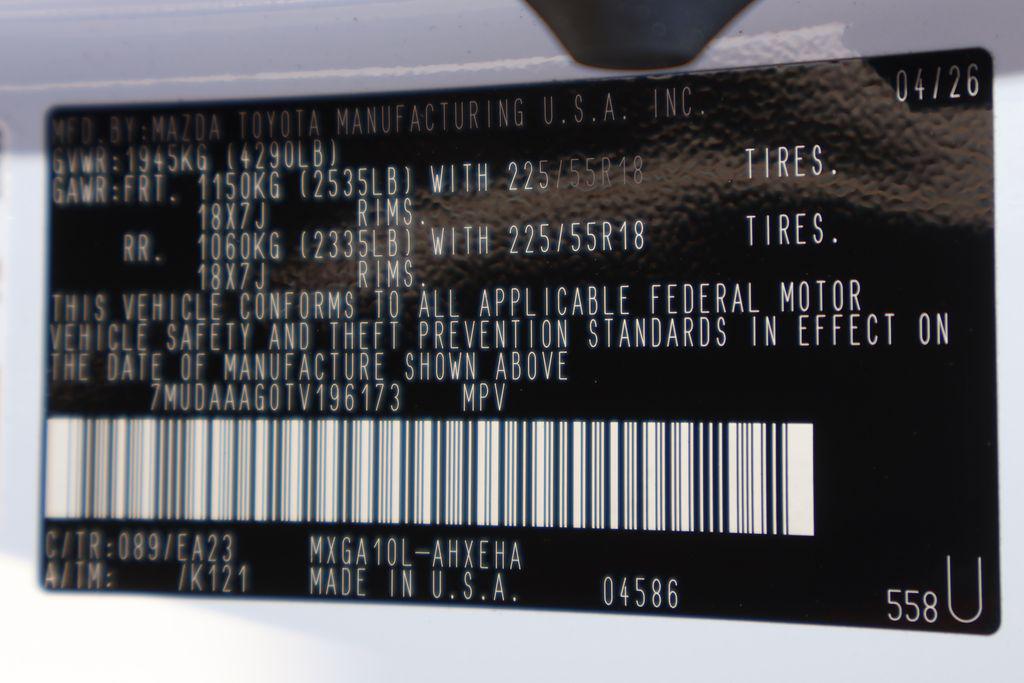 04/26
MFD. BY: MAZDA TOYOTA MANUFACTURING U.S.A. INC.
GVWR:1945KG (4290LB)
GAWR:FRT. 1150KG (2535LB) WITH 225/55R18 TIRES.
18X7J RIMS.
RR. 1060KG (2335LB) WITH 225/55R18 TIRES.
18X7J RIMS.
THIS VEHICLE CONFORMS TO ALL APPLICABLE FEDERAL MOTOR
VEHICLE SAFETY AND THEFT PREVENTION STANDARDS IN EFFECT ON
THE DATE OF MANUFACTURE SHOWN ABOVE
7MUDAAAG0TV196173 MPV
C/TR:089/EA23 MXGA10L-AHXEHA
A/TM: /K121 MADE IN U.S.A. 04586
558 U